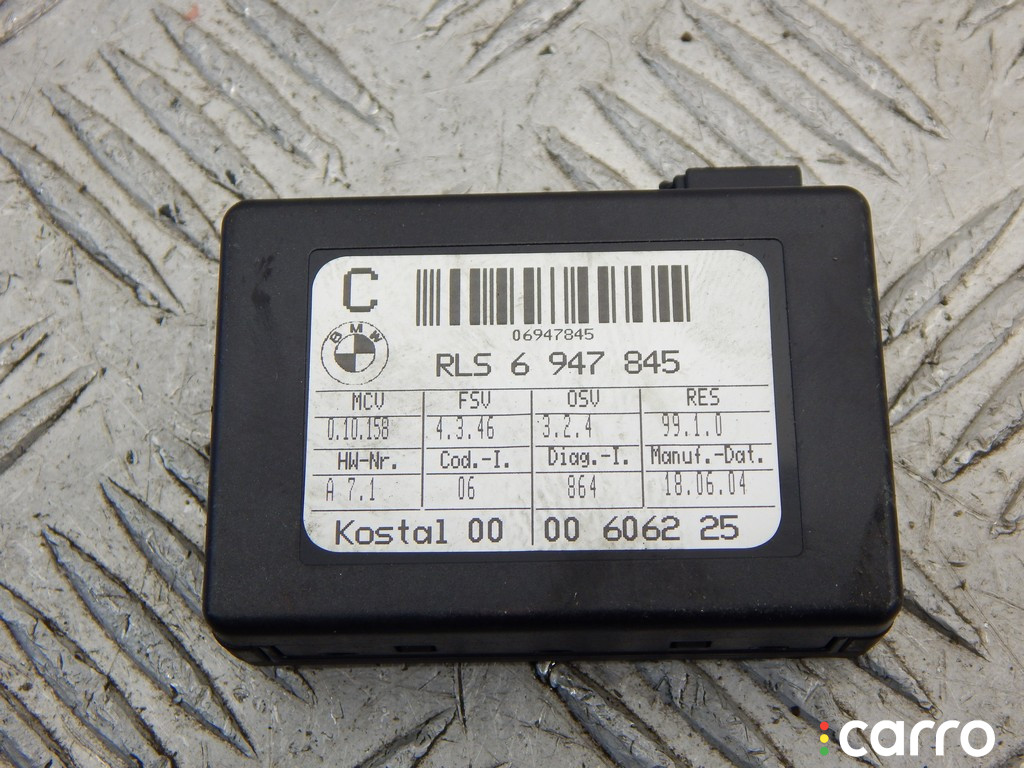 C
BMW
06947845
RLS 6 947 845
MCV FSV OSV RES
0.10.158 4.3.46 3.2.4 99.1.0
HW-Nr. Cod.-I. Diag.-I. Manuf.-Dat.
A 7.1 06 864 18.06.04
Kostal 00 00 6062 25
carro